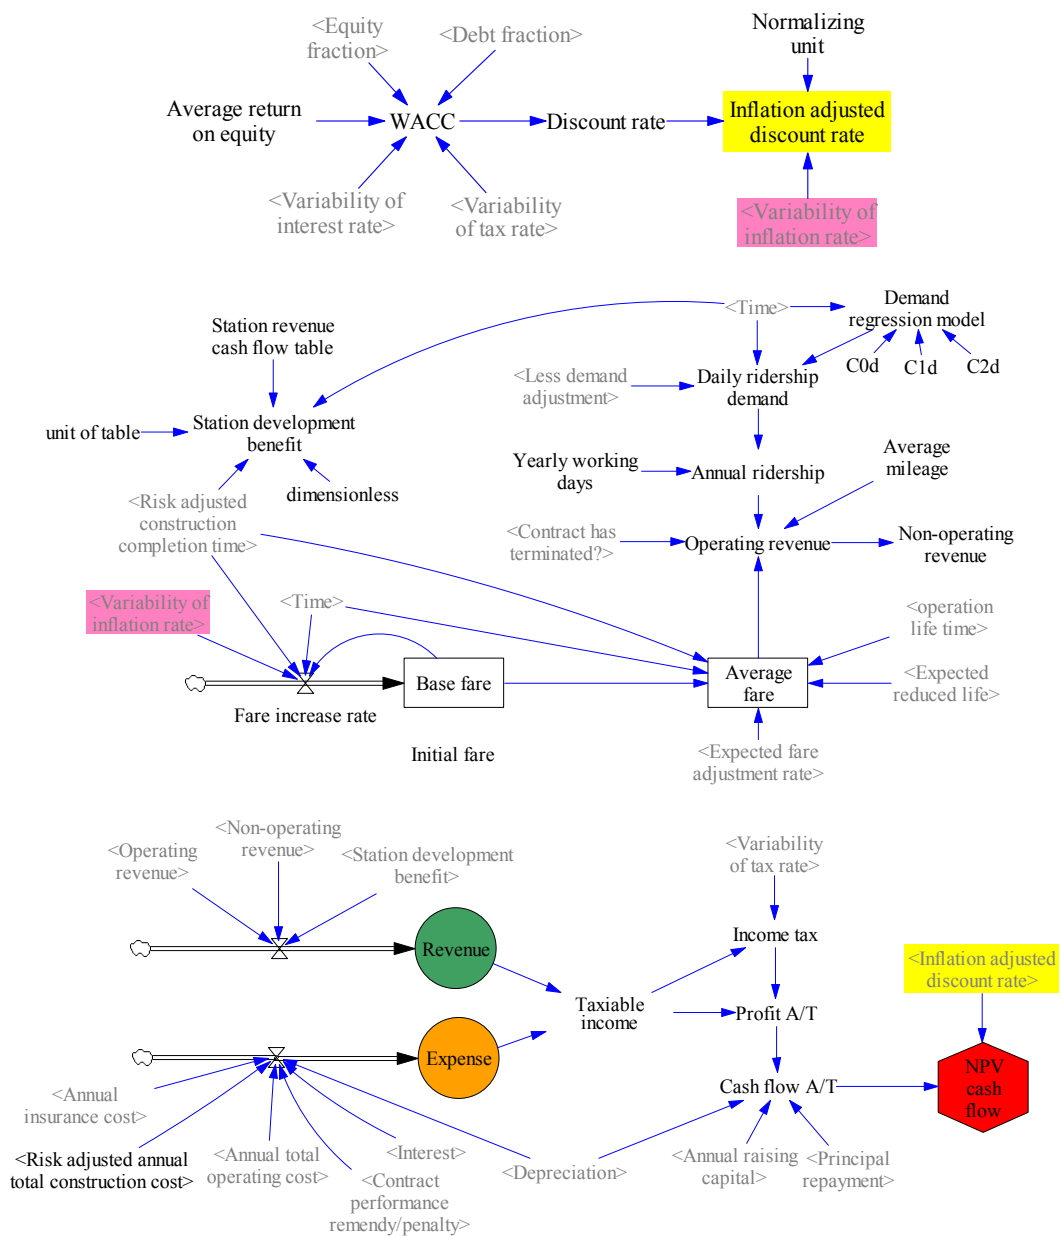 <Equity
fraction>
<Debt fraction>
Normalizing
unit
Average return
on equity
WACC
Discount rate
Inflation adjusted
discount rate
<Variability of
interest rate>
<Variability
of tax rate>
<Variability of
inflation rate>
<Time>
Demand
regression model
Station revenue
cash flow table
C0d
C1d
C2d
<Less demand
adjustment>
Daily ridership
demand
unit of table
Station development
benefit
Average
mileage
Yearly working
days
Annual ridership
dimensionless
<Risk adjusted
construction
completion time>
<Contract has
terminated?>
Operating revenue
Non-operating
revenue
<Variability of
inflation rate>
<Time>
<operation
life time>
Base fare
Average
fare
<Expected
reduced life>
Fare increase rate
Initial fare
<Expected fare
adjustment rate>
<Operating
revenue>
<Non-operating
revenue>
<Station development
benefit>
<Variability
of tax rate>
Revenue
Income tax
<Inflation adjusted
discount rate>
Taxiable
income
Profit A/T
Expense
Cash flow A/T
NPV
cash
flow
<Annual
insurance cost>
<Risk adjusted annual
total construction cost>
<Annual total
operating cost>
<Interest>
<Contract
performance
remendy/penalty>
<Depreciation>
<Annual raising
capital>
<Principal
repayment>